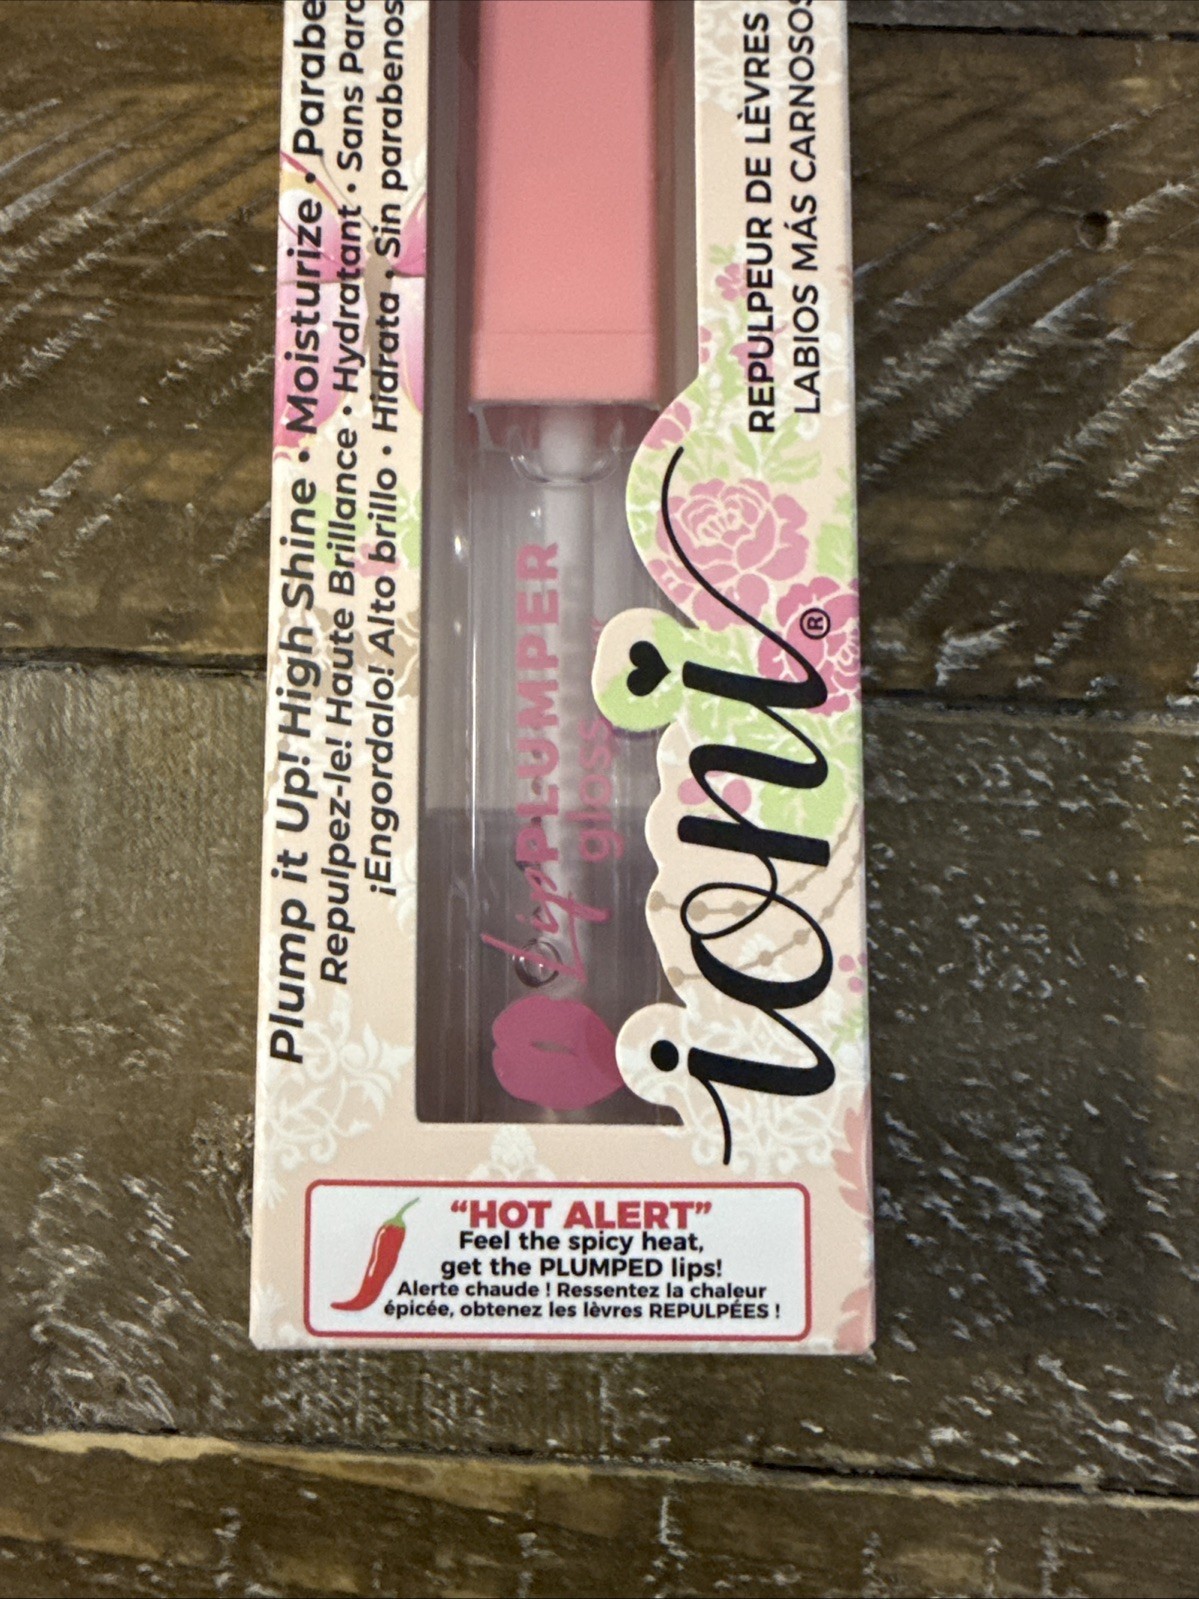 Plump it Up! High Shine • Moisturize •
Repulpez-le! Haute Brillance • Hydratant • Sans
¡Engordalo! Alto brillo • Hidrata • Sin parabenos
Lip PLUMPER
gloss
ioni®
REPULPEUR DE LÈVRES
LABIOS MÁS CARNOSOS
“HOT ALERT”
Feel the spicy heat,
get the PLUMPED lips!
Alerte chaude ! Ressentez la chaleur
épicée, obtenez les lèvres REPULPÉES !